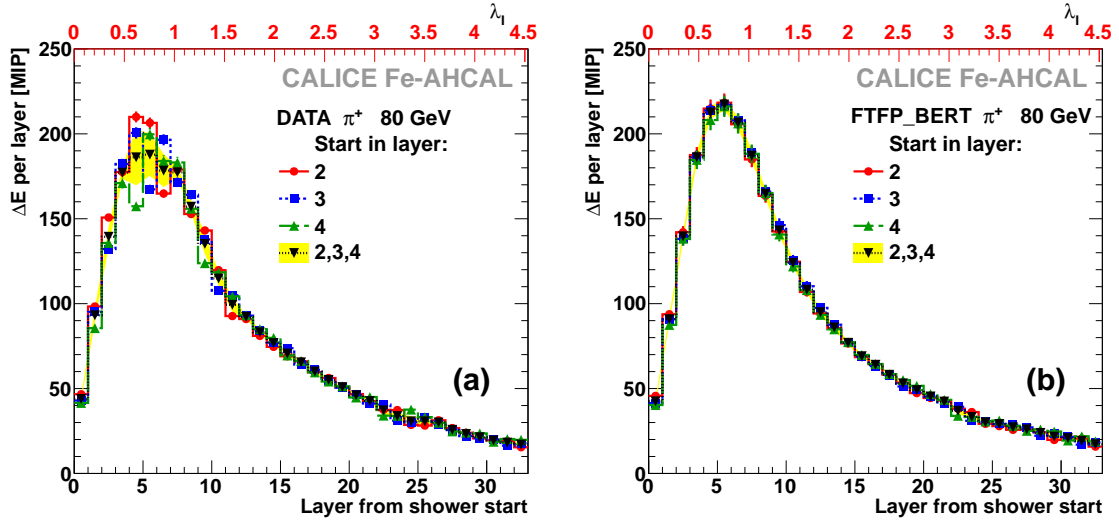 λI
0 0.5 1 1.5 2 2.5 3 3.5 4 4.5
ΔE per layer [MIP]
250
200
150
100
50
0
CALICE Fe-AHCAL
DATA π+ 80 GeV
Start in layer:
2
3
4
2,3,4
(a)
0 5 10 15 20 25 30
Layer from shower start
λI
0 0.5 1 1.5 2 2.5 3 3.5 4 4.5
ΔE per layer [MIP]
250
200
150
100
50
0
CALICE Fe-AHCAL
FTFP_BERT π+ 80 GeV
Start in layer:
2
3
4
2,3,4
(b)
0 5 10 15 20 25 30
Layer from shower start